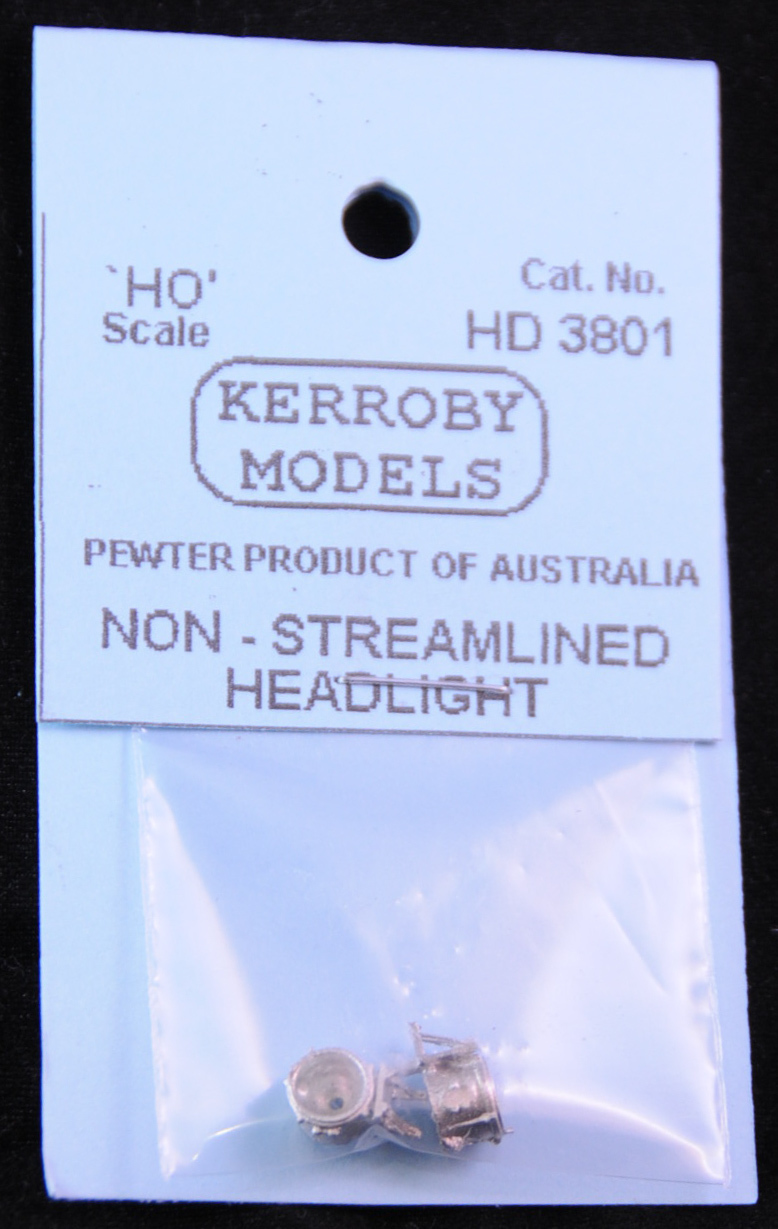 `HO'
Scale
Cat. No.
HD 3801
KERROBY
MODELS
PEWTER PRODUCT OF AUSTRALIA
NON - STREAMLINED
HEADLIGHT